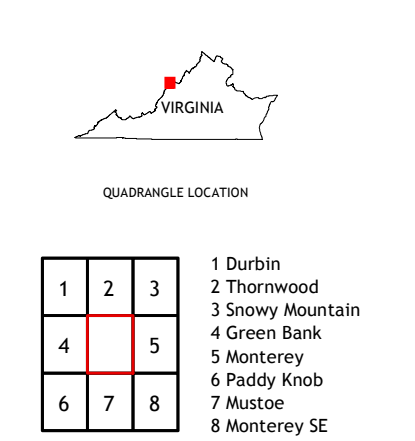 VIRGINIA
QUADRANGLE LOCATION
1 2 3
4 5
6 7 8
1 Durbin
2 Thornwood
3 Snowy Mountain
4 Green Bank
5 Monterey
6 Paddy Knob
7 Mustoe
8 Monterey SE